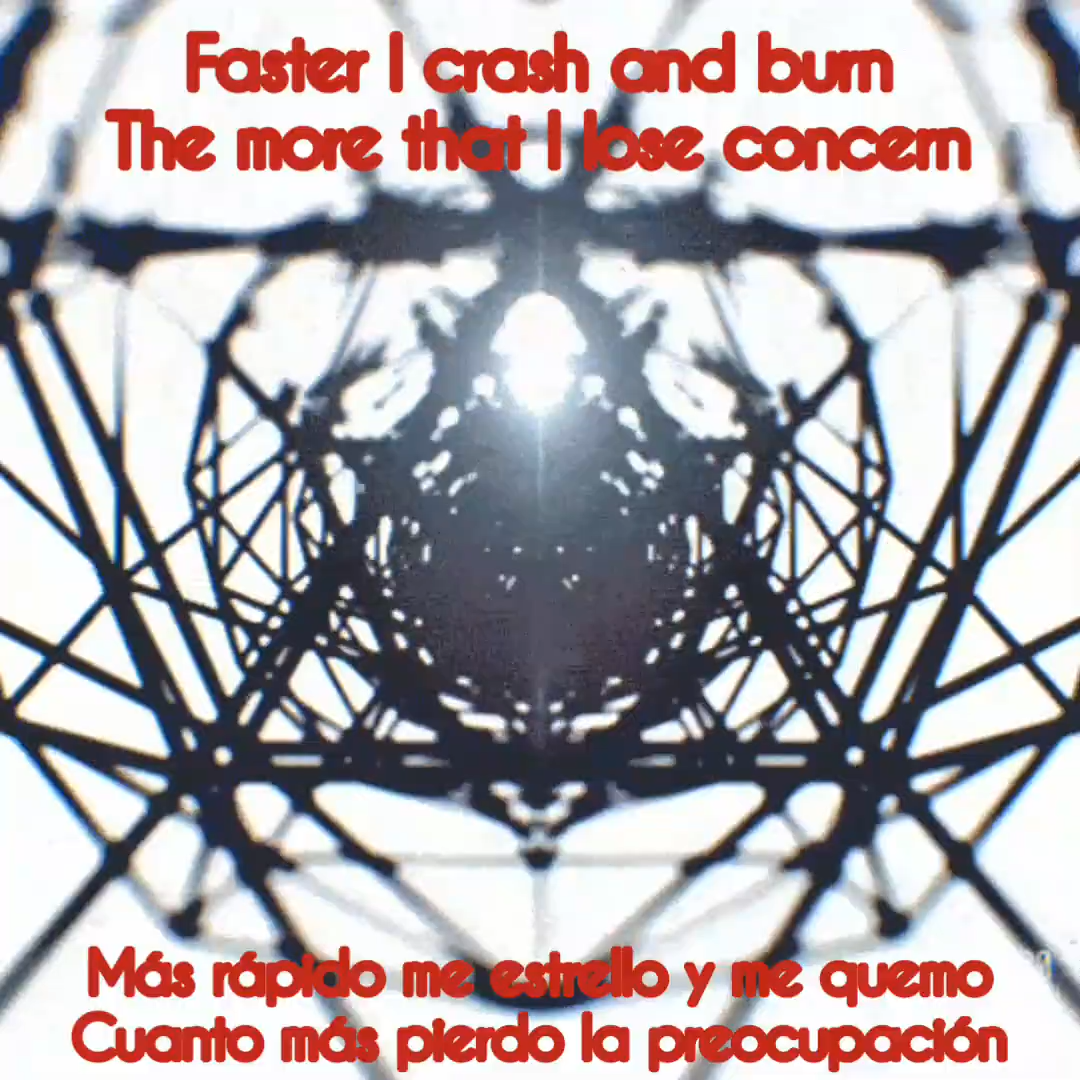 Faster I crash and burn
The more that I lose concern
Más rápido me estrello y me quemo
Cuanto más pierdo la preocupación